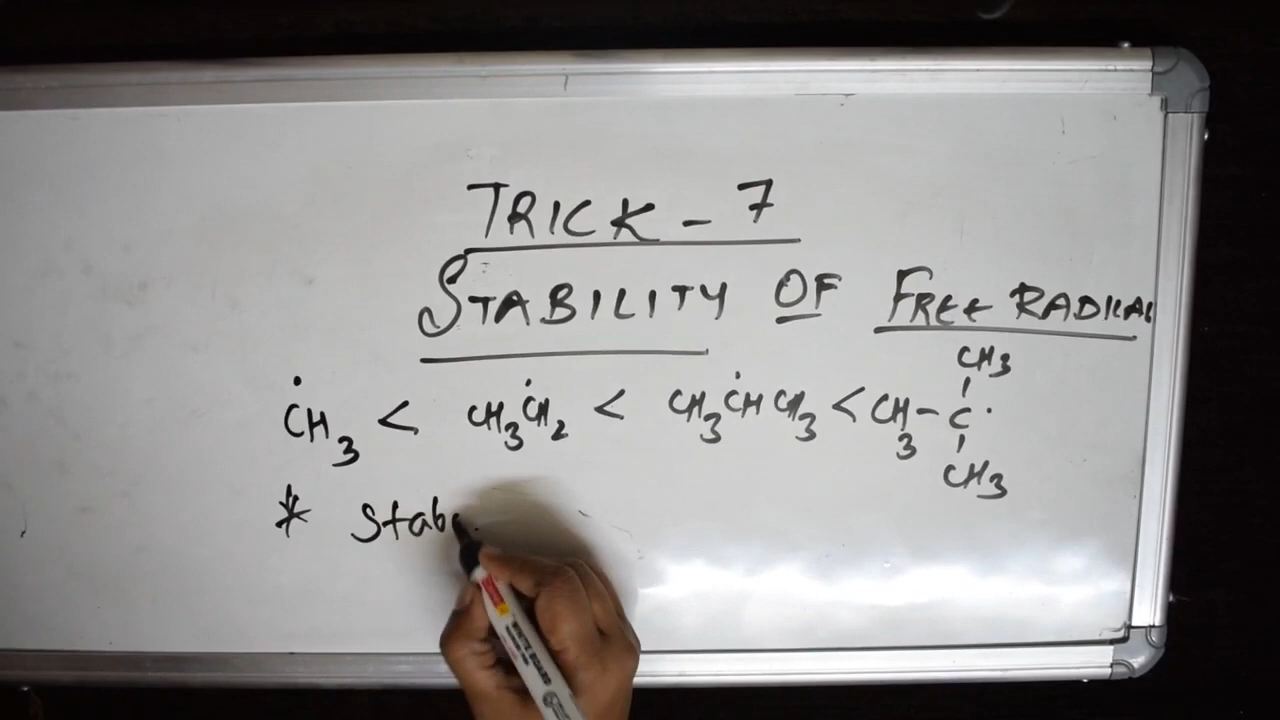 TRICK - 7
STABILITY OF FREE RADICAL
CH3
ĊH3 < CH3ĊH2 < CH3ĊHCH3 < CH3-C·
CH3
* Stab